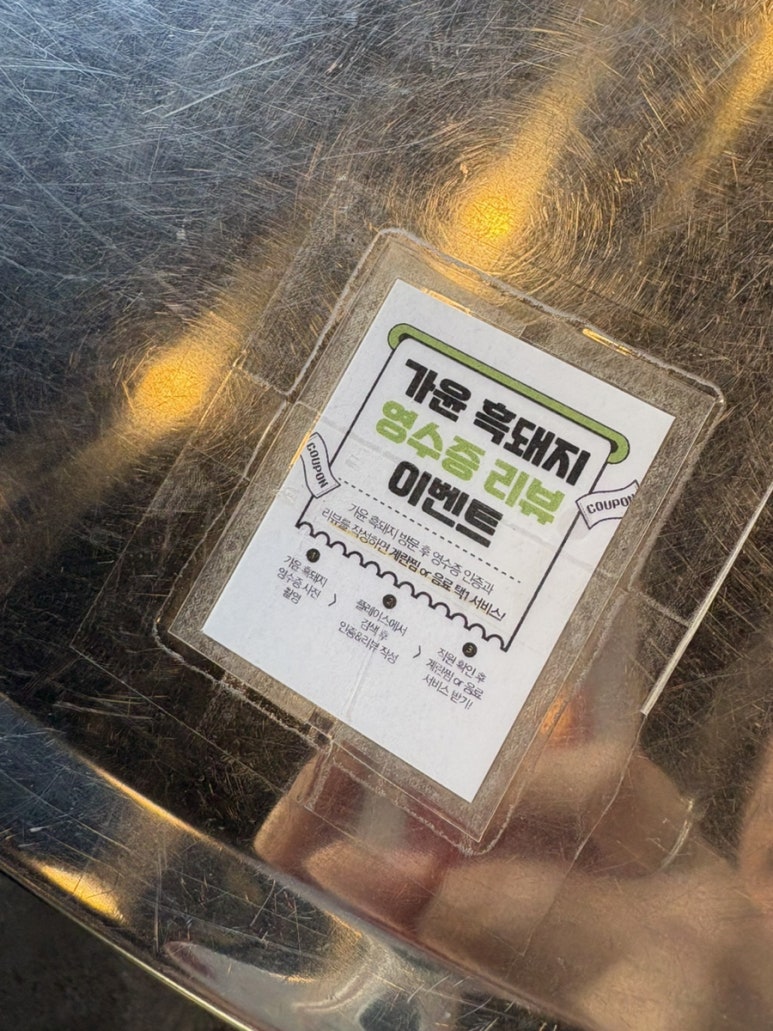 가윤 흑돼지
영수증 리뷰
이벤트
COUPON
COUPON
가윤 흑돼지 방문 후 영수증 인증과
리뷰를 작성하면 계란찜 or 음료 택1 서비스!
1
가윤 흑돼지
영수증 사진
촬영
>
2
플레이스에서
검색 후
인증&리뷰 작성
>
3
직원 확인 후
계란찜 or 음료
서비스 받기!